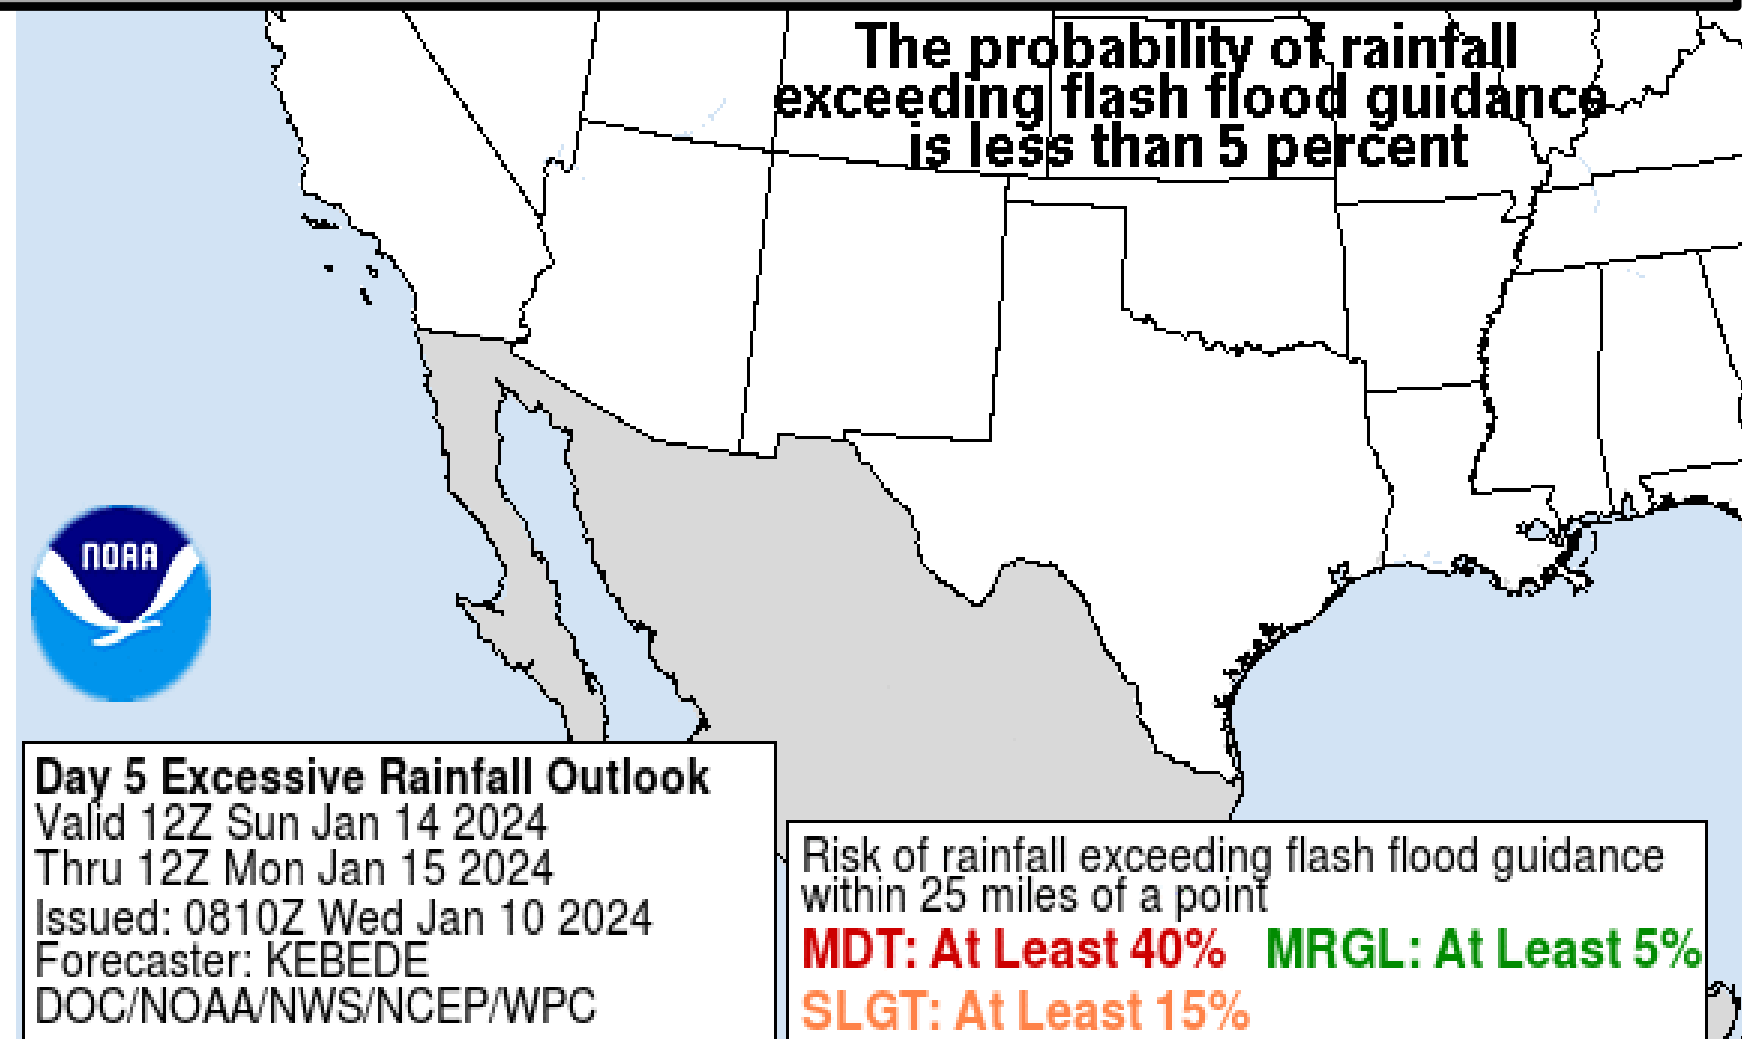 The probability of rainfall
exceeding flash flood guidance
is less than 5 percent
NOAA
Day 5 Excessive Rainfall Outlook
Valid 12Z Sun Jan 14 2024
Thru 12Z Mon Jan 15 2024
Issued: 0810Z Wed Jan 10 2024
Forecaster: KEBEDE
DOC/NOAA/NWS/NCEP/WPC
Risk of rainfall exceeding flash flood guidance
within 25 miles of a point
MDT: At Least 40% MRGL: At Least 5%
SLGT: At Least 15%